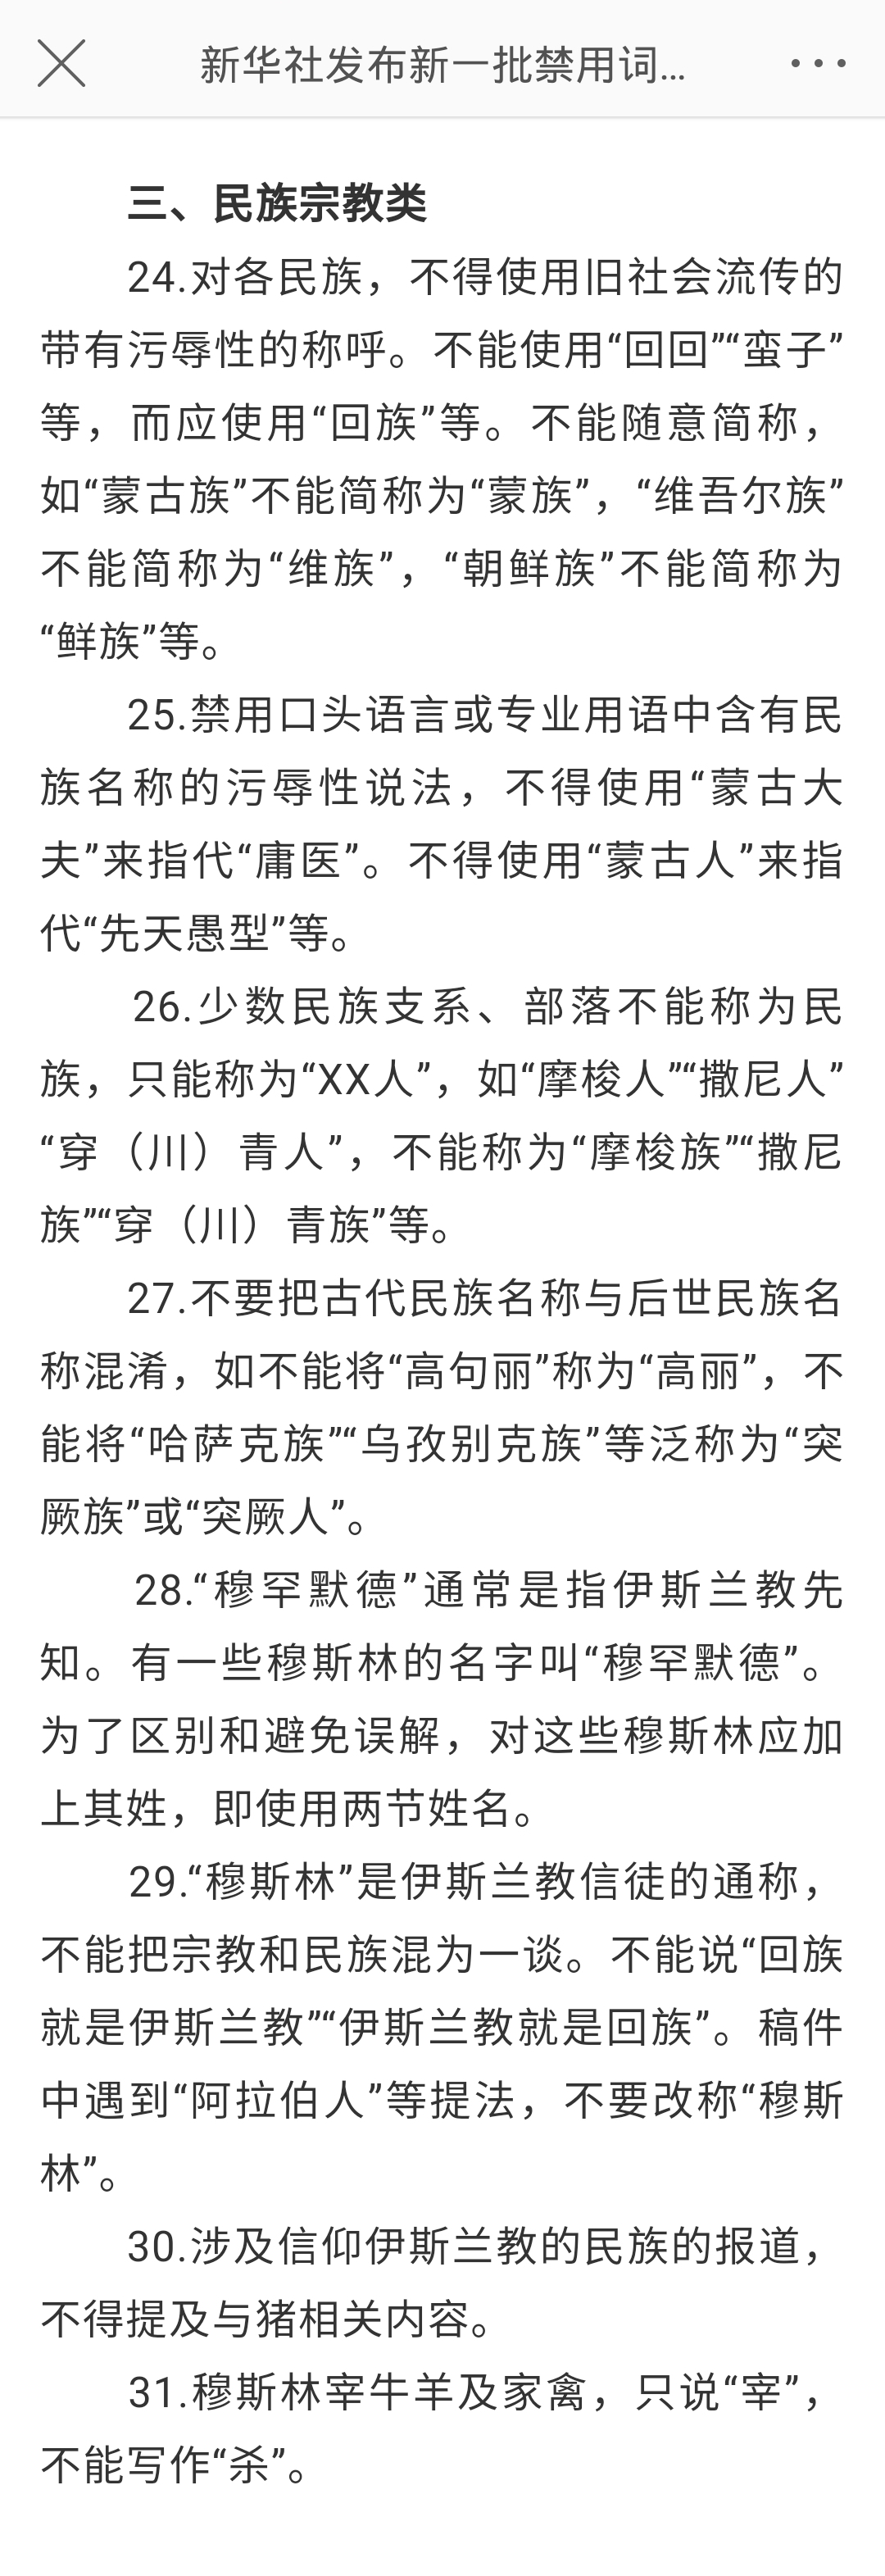 新华社发布新一批禁用词...
三、民族宗教类
24.对各民族，不得使用旧社会流传的
带有污辱性的称呼。不能使用“回回”“蛮子”
等，而应使用“回族”等。不能随意简称，
如“蒙古族”不能简称为“蒙族”，“维吾尔族”
不能简称为“维族”，“朝鲜族”不能简称为
“鲜族”等。
25.禁用口头语言或专业用语中含有民
族名称的污辱性说法，不得使用“蒙古大
夫”来指代“庸医”。不得使用“蒙古人”来指
代“先天愚型”等。
26.少数民族支系、部落不能称为民
族，只能称为“XX人”，如“摩梭人”“撒尼人”
“穿（川）青人”，不能称为“摩梭族”“撒尼
族”“穿（川）青族”等。
27.不要把古代民族名称与后世民族名
称混淆，如不能将“高句丽”称为“高丽”，不
能将“哈萨克族”“乌孜别克族”等泛称为“突
厥族”或“突厥人”。
28.“穆罕默德”通常是指伊斯兰教先
知。有一些穆斯林的名字叫“穆罕默德”。
为了区别和避免误解，对这些穆斯林应加
上其姓，即使用两节姓名。
29.“穆斯林”是伊斯兰教信徒的通称，
不能把宗教和民族混为一谈。不能说“回族
就是伊斯兰教”“伊斯兰教就是回族”。稿件
中遇到“阿拉伯人”等提法，不要改称“穆斯
林”。
30.涉及信仰伊斯兰教的民族的报道，
不得提及与猪相关内容。
31.穆斯林宰牛羊及家禽，只说“宰”，
不能写作“杀”。